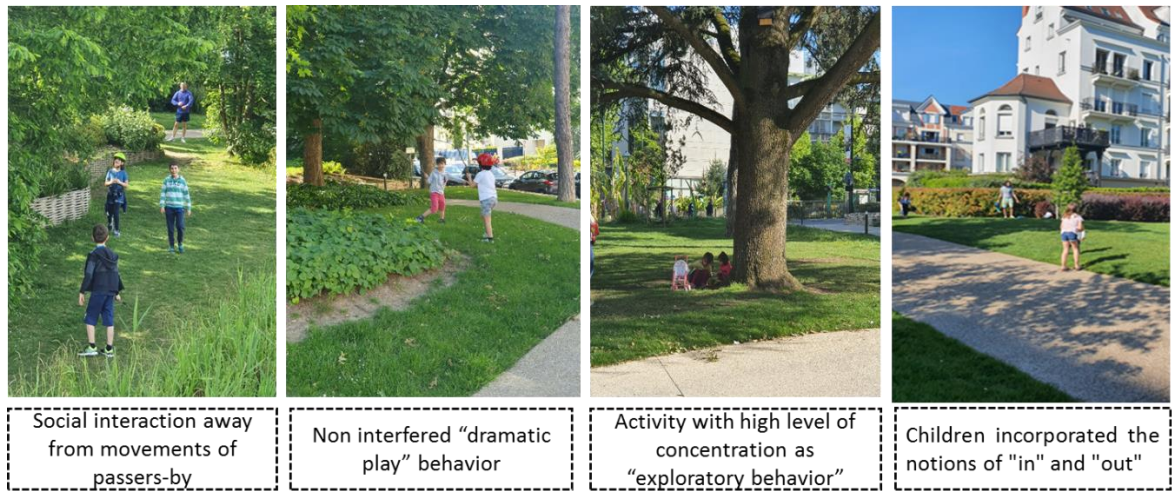 Social interaction away
from movements of
passers-by
Non interfered “dramatic
play” behavior
Activity with high level of
concentration as
“exploratory behavior”
Children incorporated the
notions of "in" and "out"